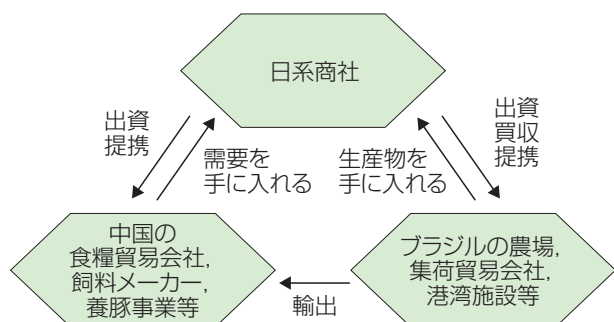 日系商社
出資
提携
需要を
手に入れる
生産物を
手に入れる
出資
買収
提携
中国の
食糧貿易会社,
飼料メーカー,
養豚事業等
輸出
ブラジルの農場,
集荷貿易会社,
港湾施設等